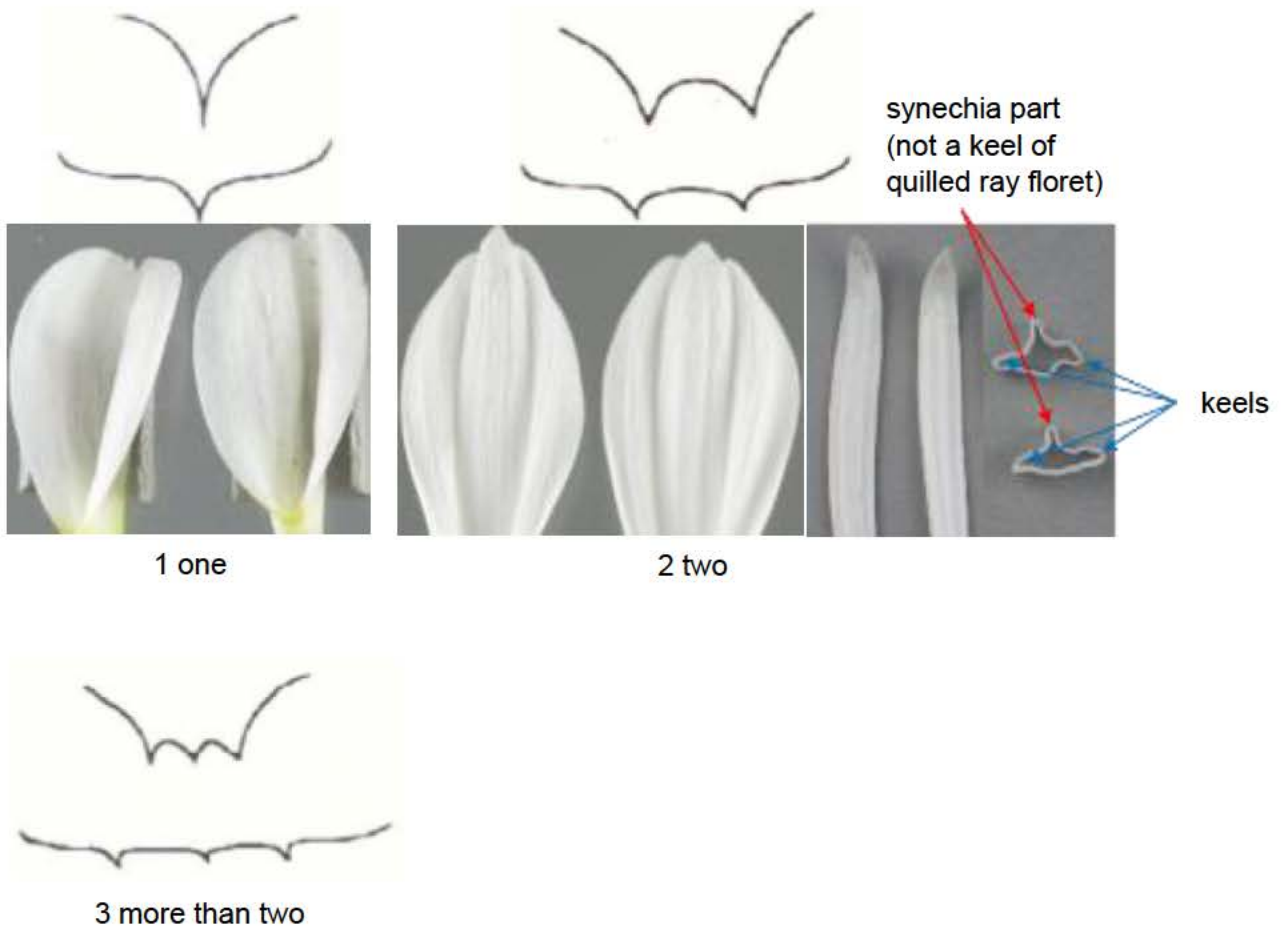 synechia part
(not a keel of
quilled ray floret)
keels
1 one
2 two
3 more than two